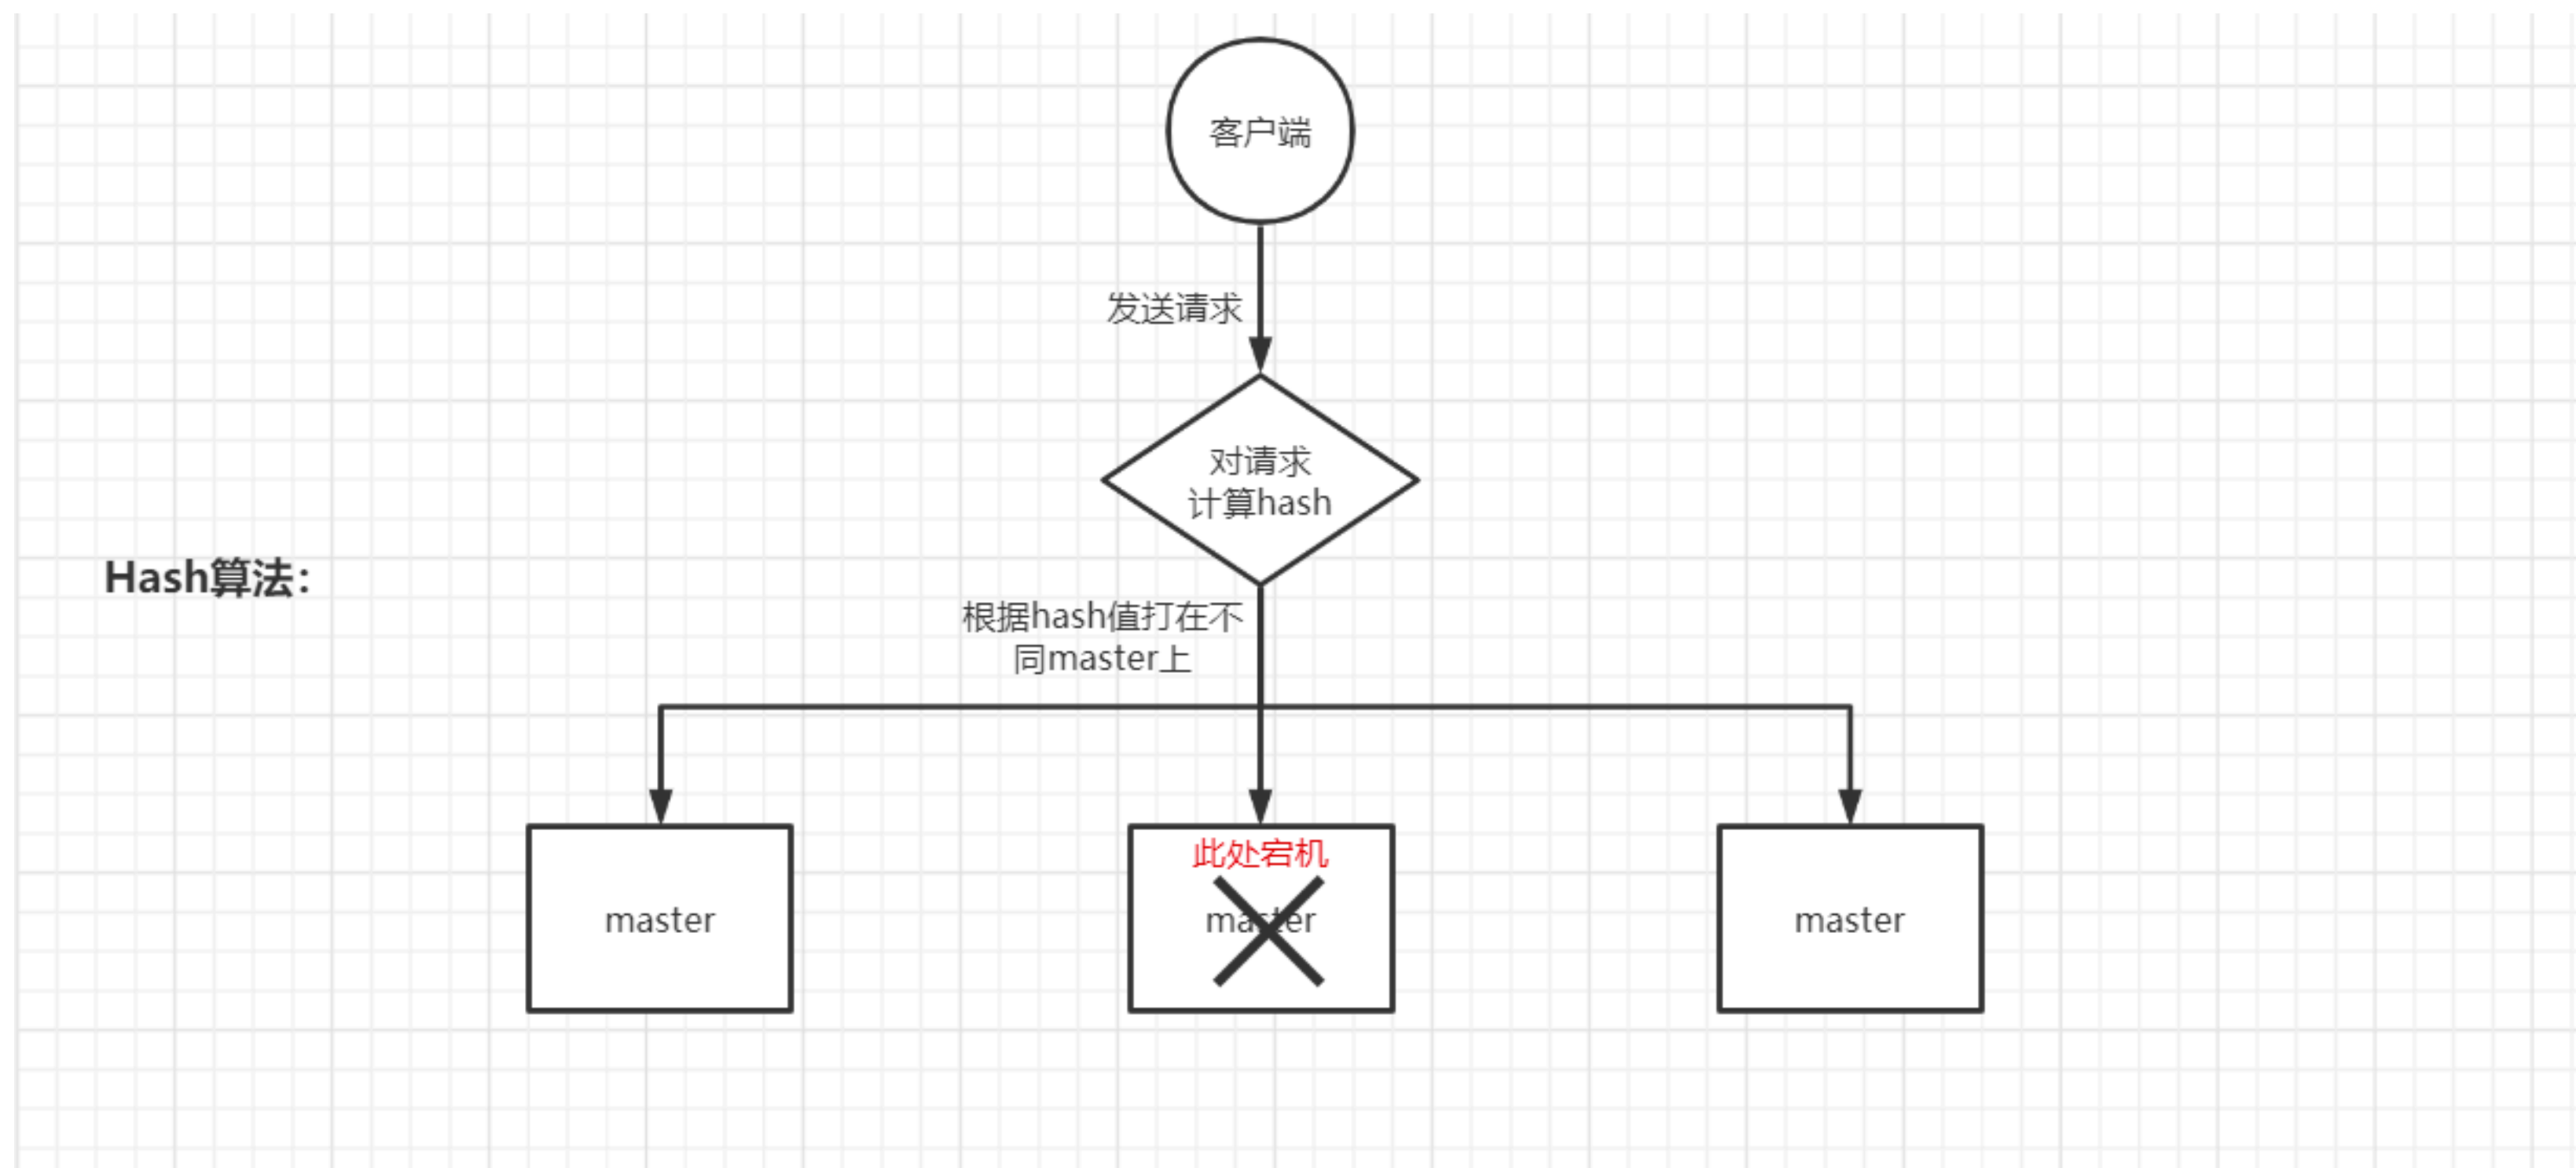 客户端
发送请求
对请求
计算hash
Hash算法：
根据hash值打在不
同master上
master
此处宕机
master
master